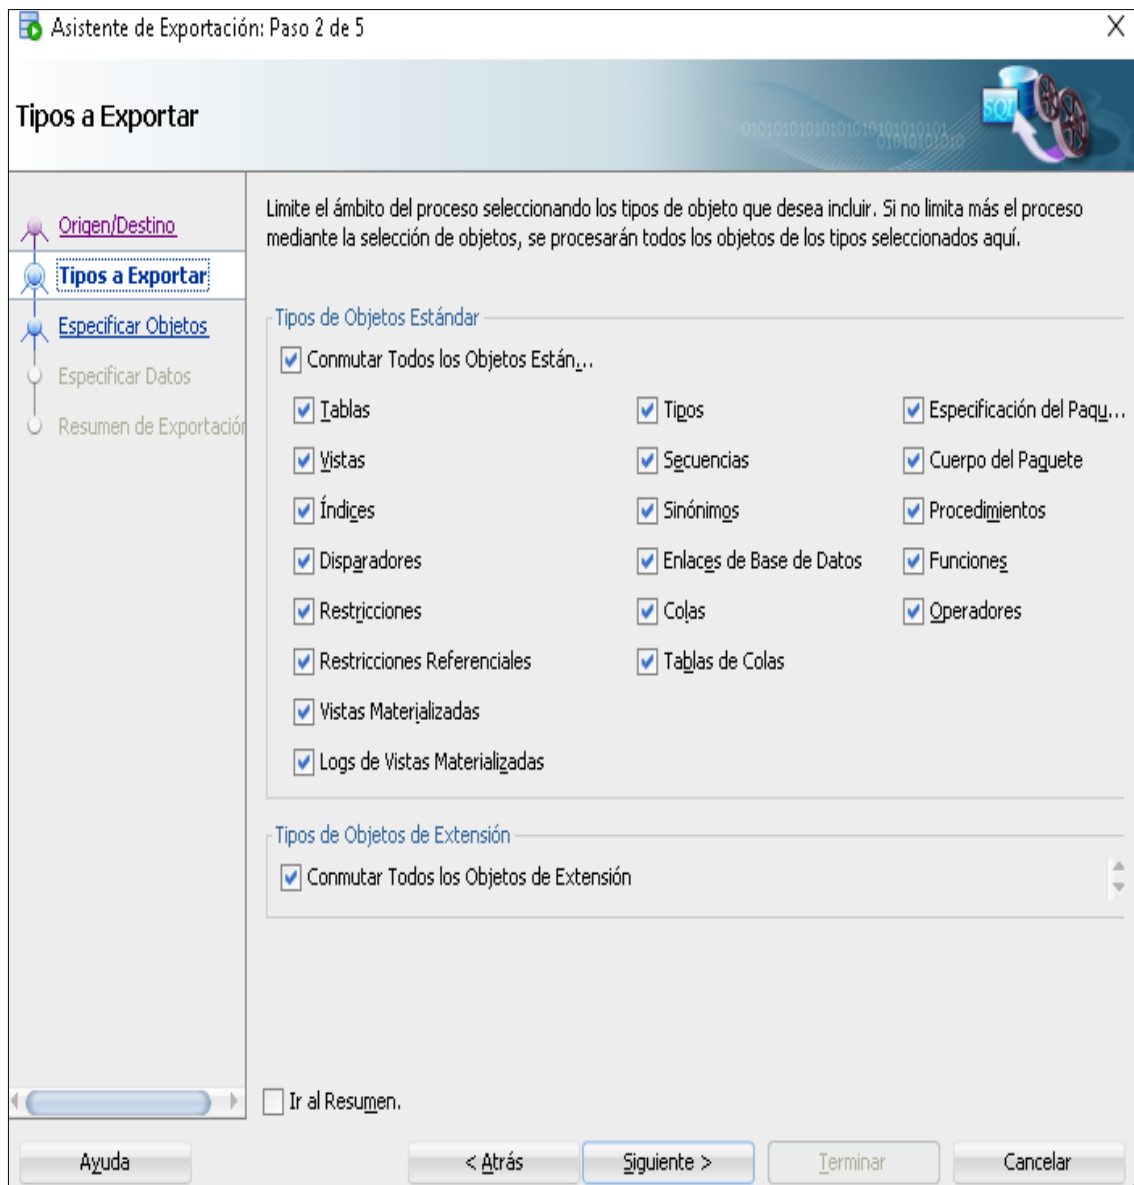 Asistente de Exportación: Paso 2 de 5
Tipos a Exportar
SQL
0101010101010101010101010101
01010101010
Origen/Destino
Tipos a Exportar
Especificar Objetos
Especificar Datos
Resumen de Exportación
Limite el ámbito del proceso seleccionando los tipos de objeto que desea incluir. Si no limita más el proceso
mediante la selección de objetos, se procesarán todos los objetos de los tipos seleccionados aquí.
Tipos de Objetos Estándar
Conmutar Todos los Objetos Están...
Tablas Tipos Especificación del Paqu...
Vistas Secuencias Cuerpo del Paquete
Índices Sinónimos Procedimientos
Disparadores Enlaces de Base de Datos Funciones
Restricciones Colas Operadores
Restricciones Referenciales Tablas de Colas
Vistas Materializadas
Logs de Vistas Materializadas
Tipos de Objetos de Extensión
Conmutar Todos los Objetos de Extensión
Ir al Resumen.
Ayuda < Atrás Siguiente > Terminar Cancelar